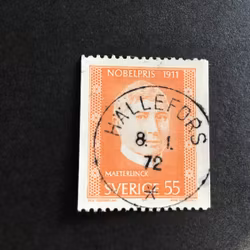 NOBELPRIS 1911
HÄLLEFORS
8. 1.
72
MAETERLINCK
SVERIGE 55